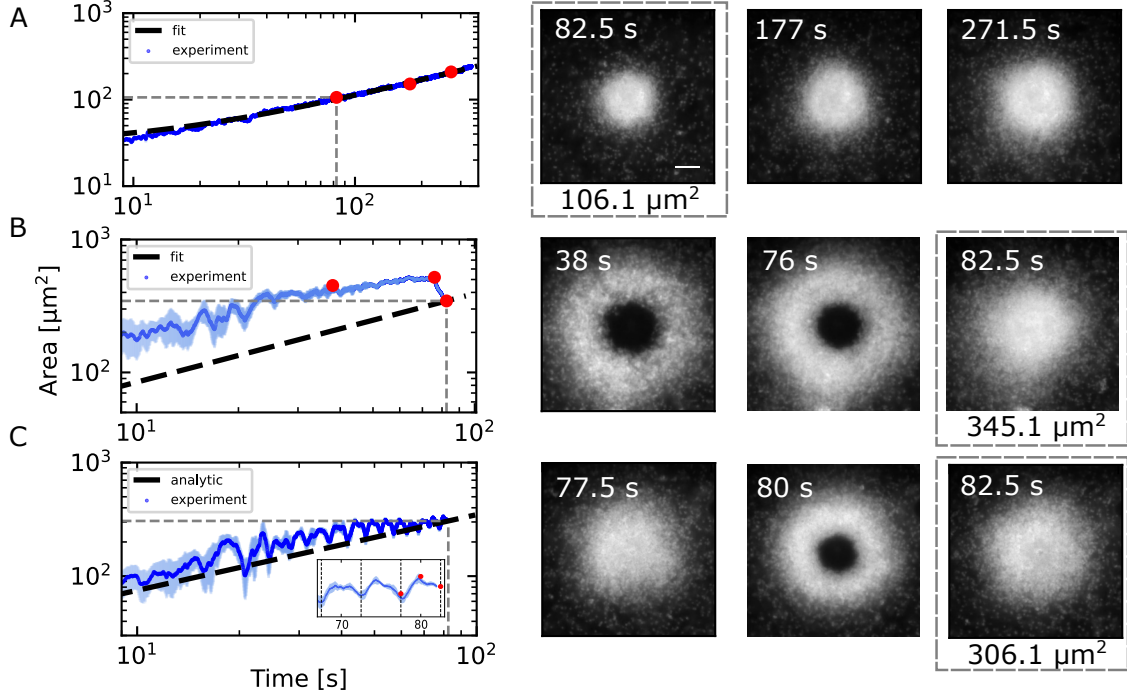 A
10³
10²
10¹
fit
experiment
10¹
10²
82.5 s
106.1 µm²
177 s
271.5 s
B
10³
10²
fit
experiment
10¹
10²
38 s
76 s
82.5 s
345.1 µm²
Area [µm²]
C
10³
10²
analytic
experiment
70
80
10¹
10²
Time [s]
77.5 s
80 s
82.5 s
306.1 µm²